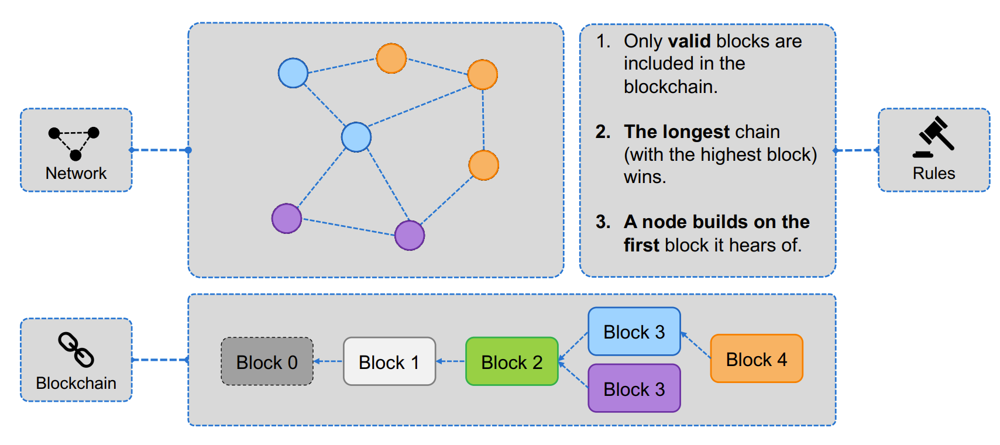 Network
1. Only valid blocks are
included in the
blockchain.
2. The longest chain
(with the highest block)
wins.
3. A node builds on the
first block it hears of.
Rules
Blockchain
Block 0
Block 1
Block 2
Block 3
Block 3
Block 4